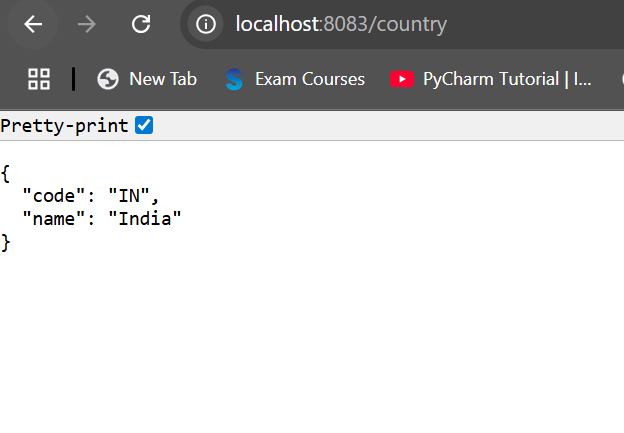 localhost:8083/country
New Tab Exam Courses PyCharm Tutorial | I...
Pretty-print
{
"code": "IN",
"name": "India"
}